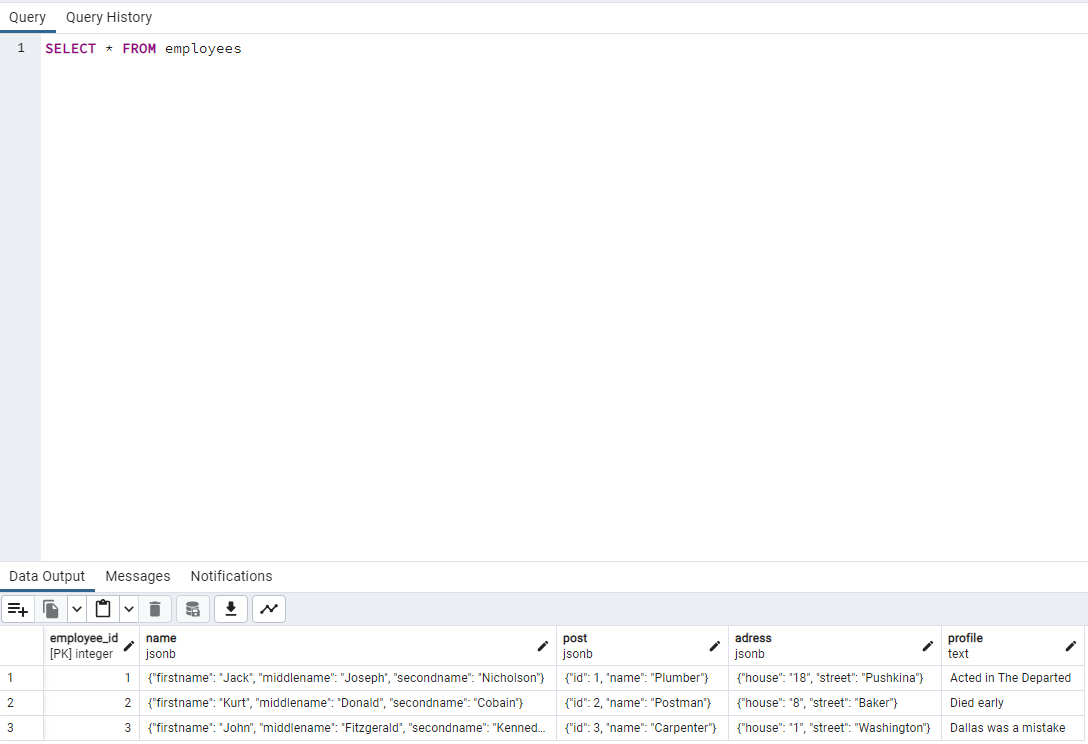 Query Query History
1 SELECT * FROM employees
Data Output Messages Notifications
employee_id name post adress profile
[PK] integer jsonb jsonb jsonb text
1 1 {"firstname": "Jack", "middlename": "Joseph", "secondname": "Nicholson"} {"id": 1, "name": "Plumber"} {"house": "18", "street": "Pushkina"} Acted in The Departed
2 2 {"firstname": "Kurt", "middlename": "Donald", "secondname": "Cobain"} {"id": 2, "name": "Postman"} {"house": "8", "street": "Baker"} Died early
3 3 {"firstname": "John", "middlename": "Fitzgerald", "secondname": "Kenned... {"id": 3, "name": "Carpenter"} {"house": "1", "street": "Washington"} Dallas was a mistake